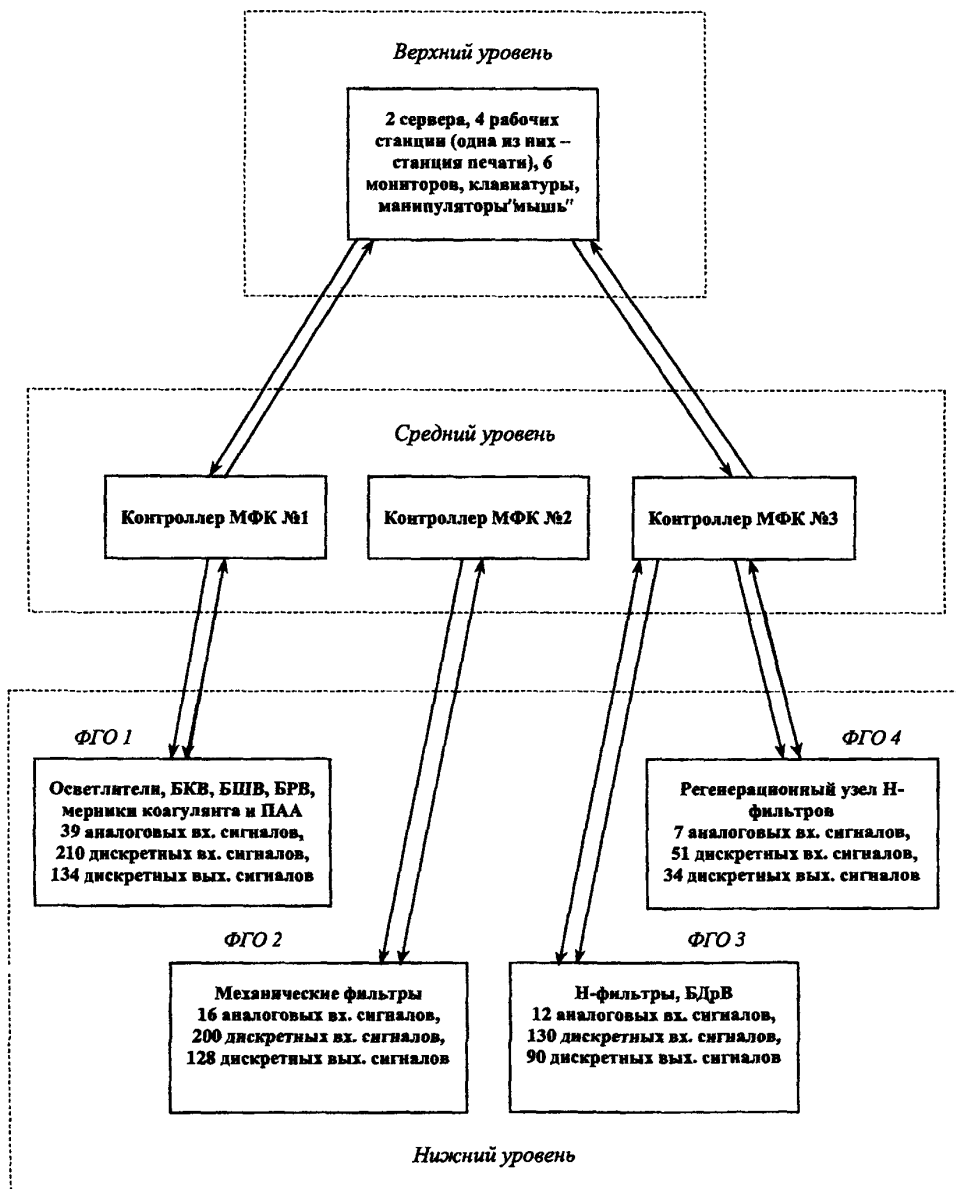 Верхний уровень
2 сервера, 4 рабочих
станции (одна из них –
станция печати), 6
мониторов, клавиатуры,
манипуляторы"мышь"
Средний уровень
Контроллер МФК №1
Контроллер МФК №2
Контроллер МФК №3
ФГО 1
Осветлители, БКВ, БШВ, БРВ,
мерники коагулянта и ПАА
39 аналоговых вх. сигналов,
210 дискретных вх. сигналов,
134 дискретных вых. сигналов
ФГО 4
Регенерационный узел Н-
фильтров
7 аналоговых вх. сигналов,
51 дискретных вх. сигналов,
34 дискретных вых. сигналов
ФГО 2
Механические фильтры
16 аналоговых вх. сигналов,
200 дискретных вх. сигналов,
128 дискретных вых. сигналов
ФГО 3
Н-фильтры, БДрВ
12 аналоговых вх. сигналов,
130 дискретных вх. сигналов,
90 дискретных вых. сигналов
Нижний уровень